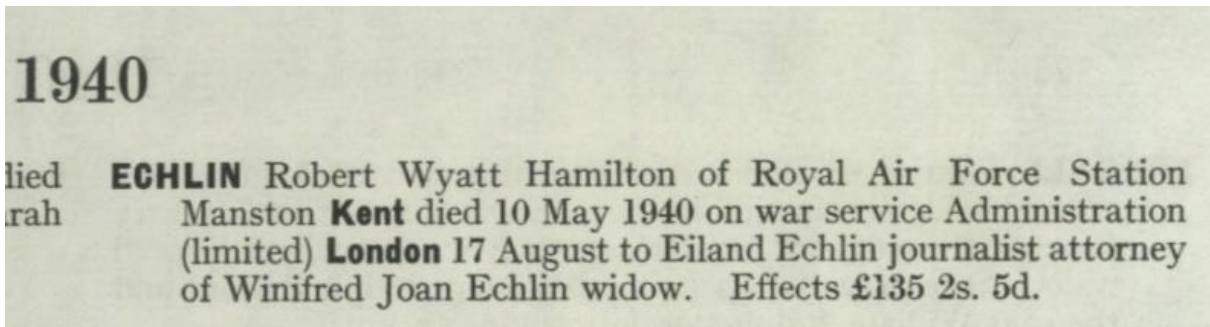 1940
lied ECHLIN Robert Wyatt Hamilton of Royal Air Force Station
rah Manston Kent died 10 May 1940 on war service Administration
(limited) London 17 August to Eiland Echlin journalist attorney
of Winifred Joan Echlin widow. Effects £135 2s. 5d.